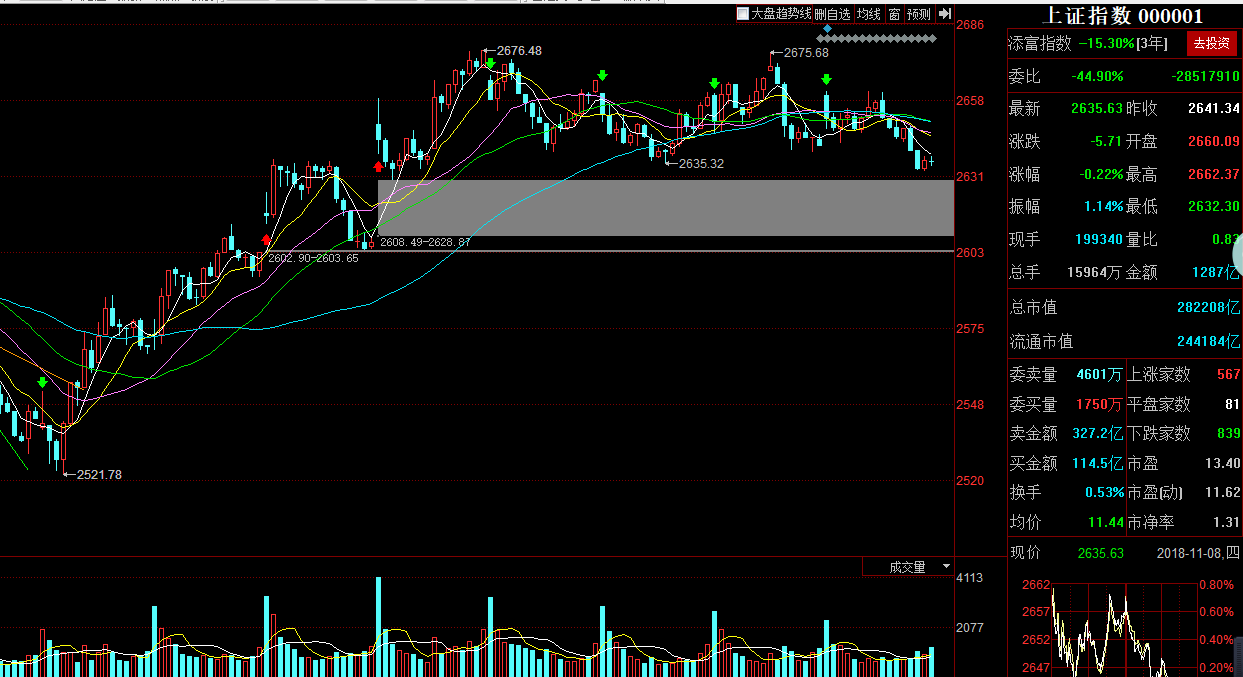 大盘趋势线 删自选 均线 窗 预测
2686
2658
2631
2603
2575
2548
2520
2676.48
2675.68
2635.32
2608.49-2628.87
2602.90-2603.65
2521.78
成交量
4113
2077
上证指数 000001
添富指数 -15.30%[3年] 去投资
委比 -44.90% -28517910
最新 2635.63 昨收 2641.34
涨跌 -5.71 开盘 2660.09
涨幅 -0.22% 最高 2662.37
振幅 1.14% 最低 2632.30
现手 199340 量比 0.83
总手 15964万 金额 1287亿
总市值 282208亿
流通市值 244184亿
委卖量 4601万 上涨家数 567
委买量 1750万 平盘家数 81
卖金额 327.2亿 下跌家数 839
买金额 114.5亿 市盈 13.40
换手 0.53% 市盈(动) 11.62
均价 11.44 市净率 1.31
现价 2635.63 2018-11-08,四
2662 0.80%
2657 0.60%
2652 0.40%
2647 0.20%